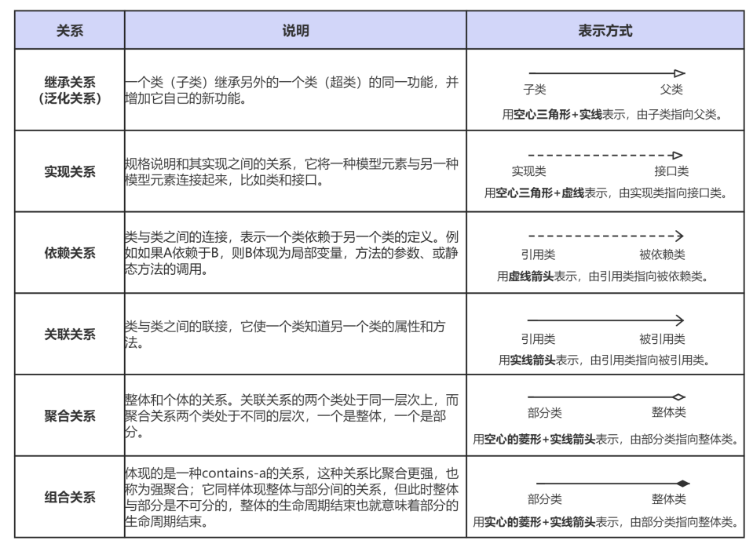 关系
说明
表示方式
继承关系
（泛化关系）
一个类（子类）继承另外的一个类（超类）的同一功能，并
增加它自己的新功能。
子类
父类
用空心三角形+实线表示，由子类指向父类。
实现关系
规格说明和其实现之间的关系，它将一种模型元素与另一种
模型元素连接起来，比如类和接口。
实现类
接口类
用空心三角形+虚线表示，由实现类指向接口类。
依赖关系
类与类之间的连接，表示一个类依赖于另一个类的定义。例
如如果A依赖于B，则B体现为局部变量，方法的参数、或静
态方法的调用。
引用类
被依赖类
用虚线箭头表示，由引用类指向被依赖类。
关联关系
类与类之间的联接，它使一个类知道另一个类的属性和方
法。
引用类
被引用类
用实线箭头表示，由引用类指向被引用类。
聚合关系
整体和个体的关系。关联关系的两个类处于同一层次上，而
聚合关系两个类处于不同的层次，一个是整体，一个是部
分。
部分类
整体类
用空心的菱形+实线箭头表示，由部分类指向整体类。
组合关系
体现的是一种contains-a的关系，这种关系比聚合更强，也
称为强聚合；它同样体现整体与部分间的关系，但此时整体
与部分是不可分的，整体的生命周期结束也就意味着部分的
生命周期结束。
部分类
整体类
用实心的菱形+实线箭头表示，由部分类指向整体类。